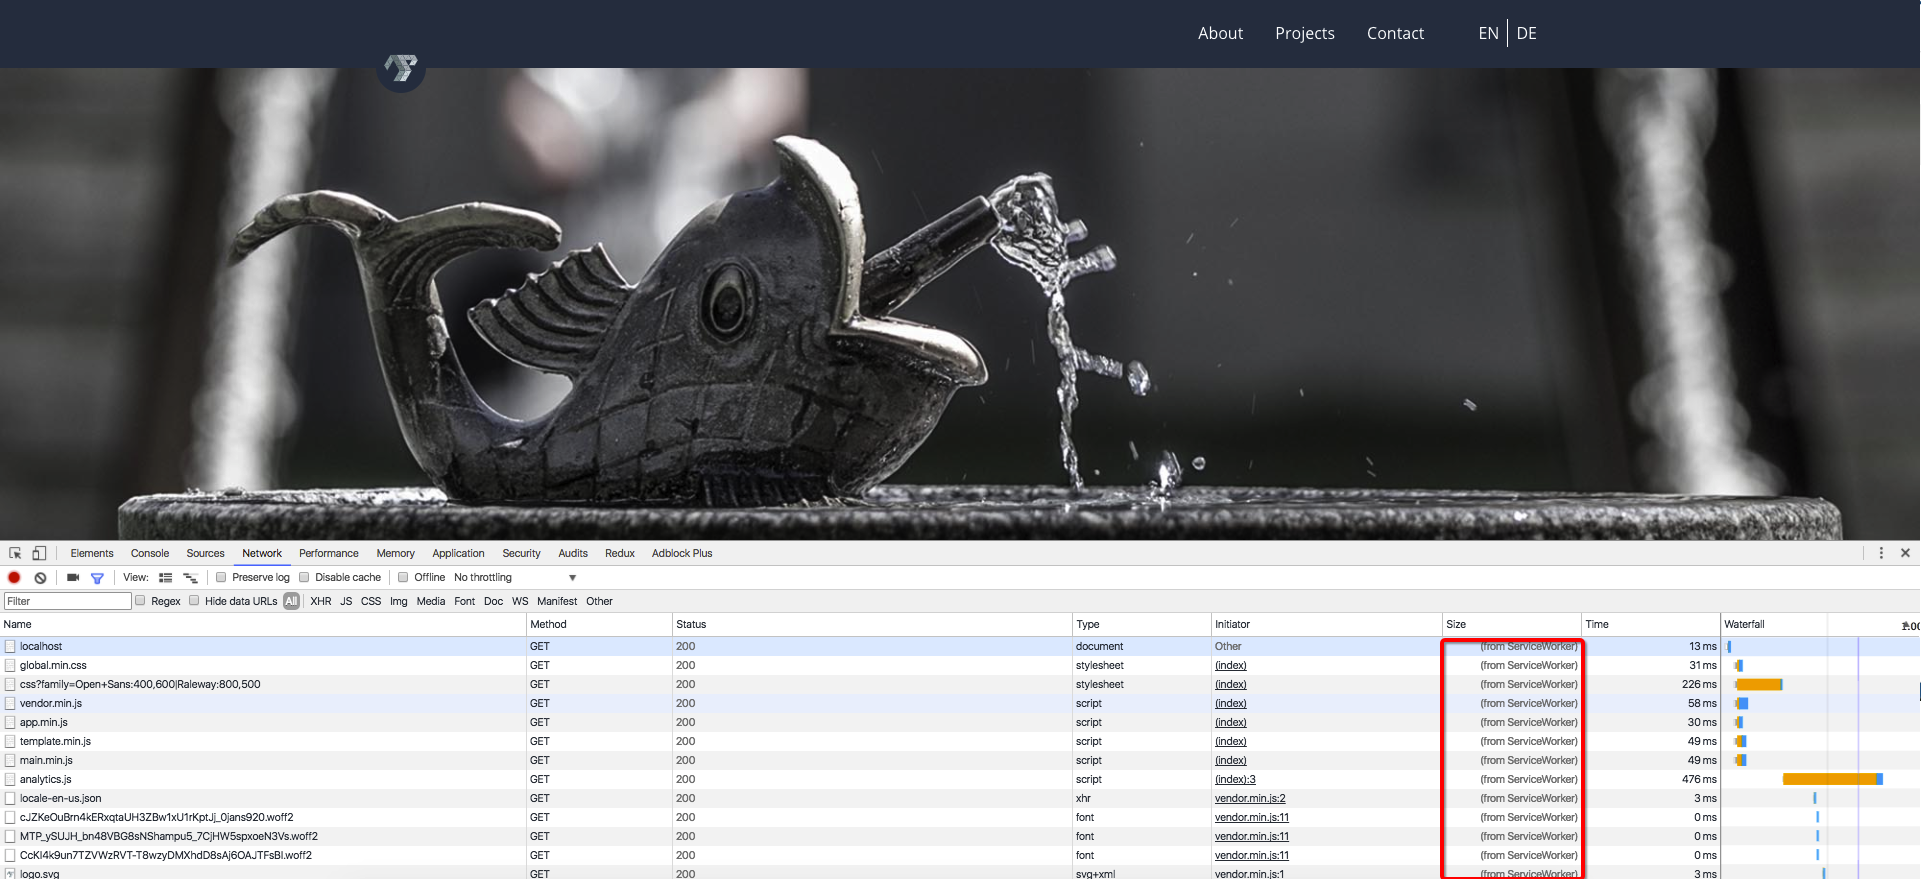 About Projects Contact EN DE
Elements Console Sources Network Performance Memory Application Security Audits Redux Adblock Plus
View: Preserve log Disable cache Offline No throttling
Filter Regex Hide data URLs All XHR JS CSS Img Media Font Doc WS Manifest Other
Name Method Status Type Initiator Size Time Waterfall 1.00
localhost GET 200 document Other (from ServiceWorker) 13 ms
global.min.css GET 200 stylesheet (index) (from ServiceWorker) 31 ms
css?family=Open+Sans:400,600|Raleway:800,500 GET 200 stylesheet (index) (from ServiceWorker) 226 ms
vendor.min.js GET 200 script (index) (from ServiceWorker) 58 ms
app.min.js GET 200 script (index) (from ServiceWorker) 30 ms
template.min.js GET 200 script (index) (from ServiceWorker) 49 ms
main.min.js GET 200 script (index) (from ServiceWorker) 49 ms
analytics.js GET 200 script (index):3 (from ServiceWorker) 476 ms
locale-en-us.json GET 200 xhr vendor.min.js:2 (from ServiceWorker) 3 ms
cJZKeOuBrn4kERxqtaUH3ZBw1xU1rKptJj_0jans920.woff2 GET 200 font vendor.min.js:11 (from ServiceWorker) 0 ms
MTP_ySUJH_bn48VBG8sNShampu5_7CjHW5spxoeN3Vs.woff2 GET 200 font vendor.min.js:11 (from ServiceWorker) 0 ms
CcKI4k9un7TZVWzRVT-T8wzyDMXhdD8sAj6OAJTFsBI.woff2 GET 200 font vendor.min.js:11 (from ServiceWorker) 0 ms
logo.svg GET 200 svg+xml vendor.min.js:1 (from ServiceWorker) 3 ms